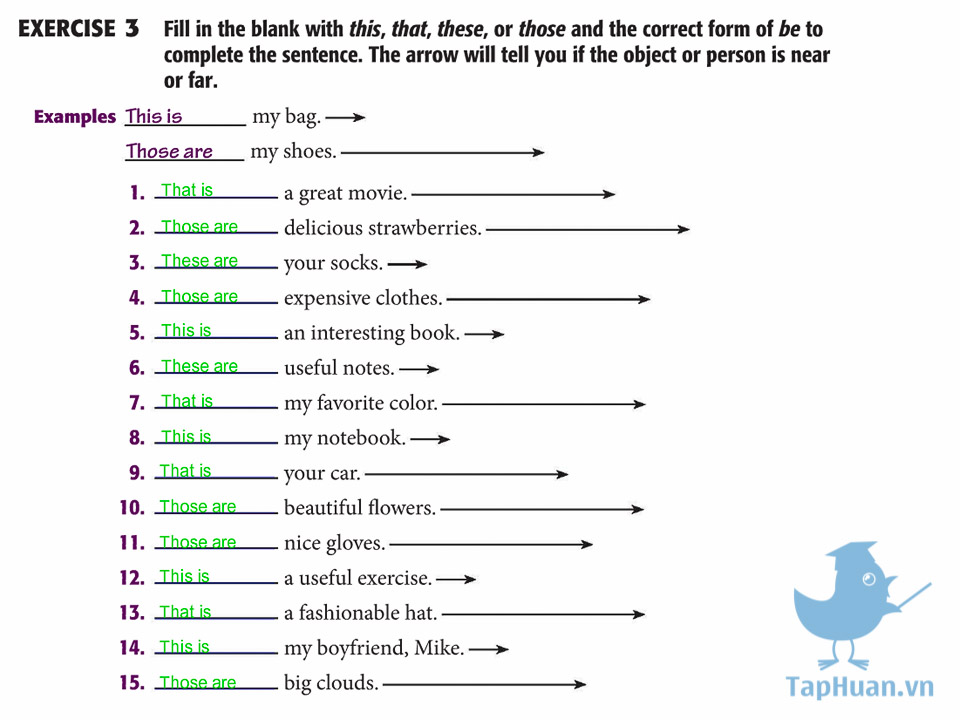 EXERCISE 3 Fill in the blank with this, that, these, or those and the correct form of be to
complete the sentence. The arrow will tell you if the object or person is near
or far.
Examples This is my bag.
Those are my shoes.
1. That is a great movie.
2. Those are delicious strawberries.
3. These are your socks.
4. Those are expensive clothes.
5. This is an interesting book.
6. These are useful notes.
7. That is my favorite color.
8. This is my notebook.
9. That is your car.
10. Those are beautiful flowers.
11. Those are nice gloves.
12. This is a useful exercise.
13. That is a fashionable hat.
14. This is my boyfriend, Mike.
15. Those are big clouds.
TapHuan.vn